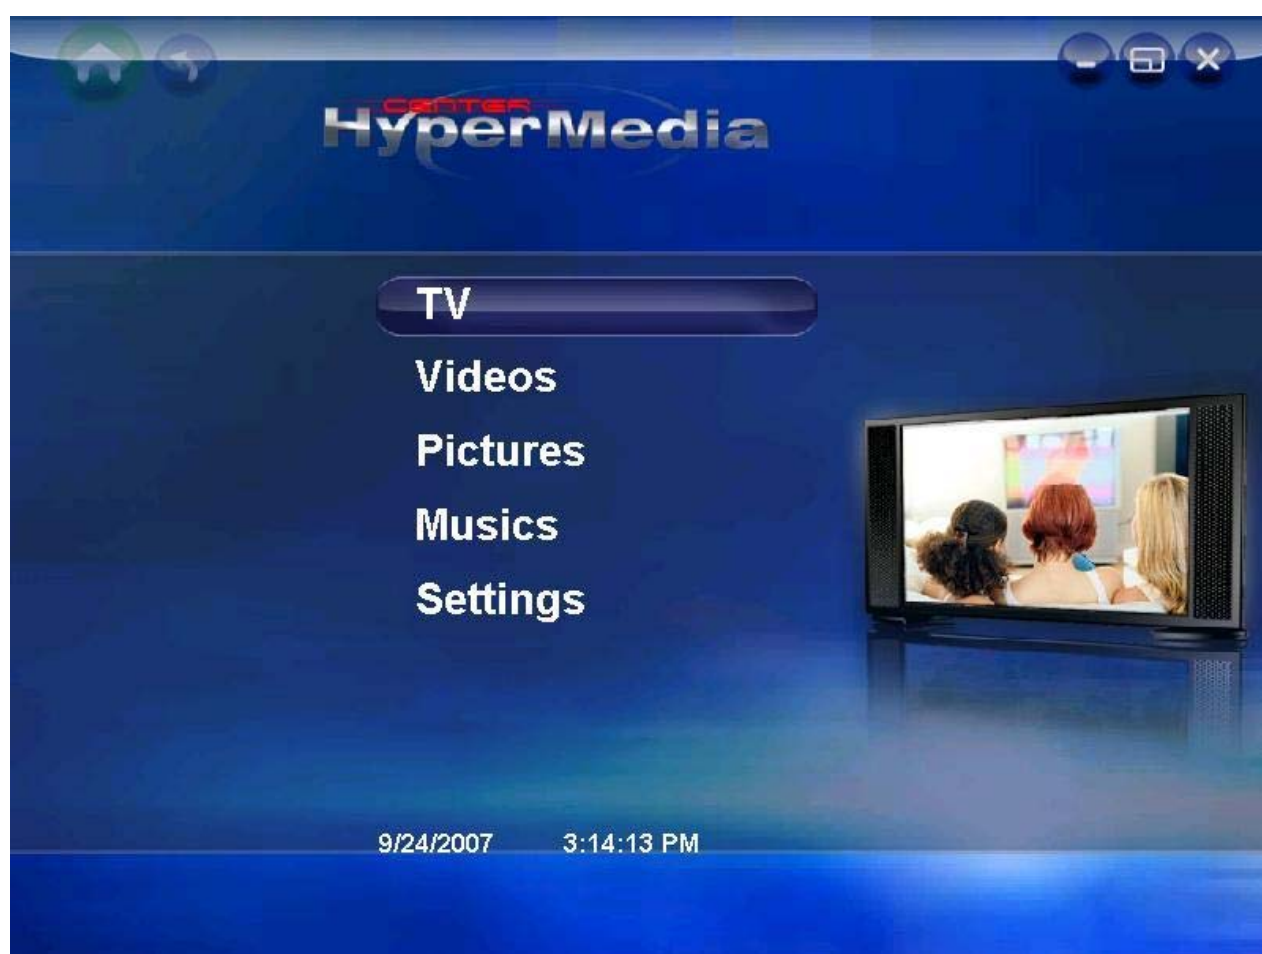 CENTER
HyperMedia
TV
Videos
Pictures
Musics
Settings
9/24/2007 3:14:13 PM